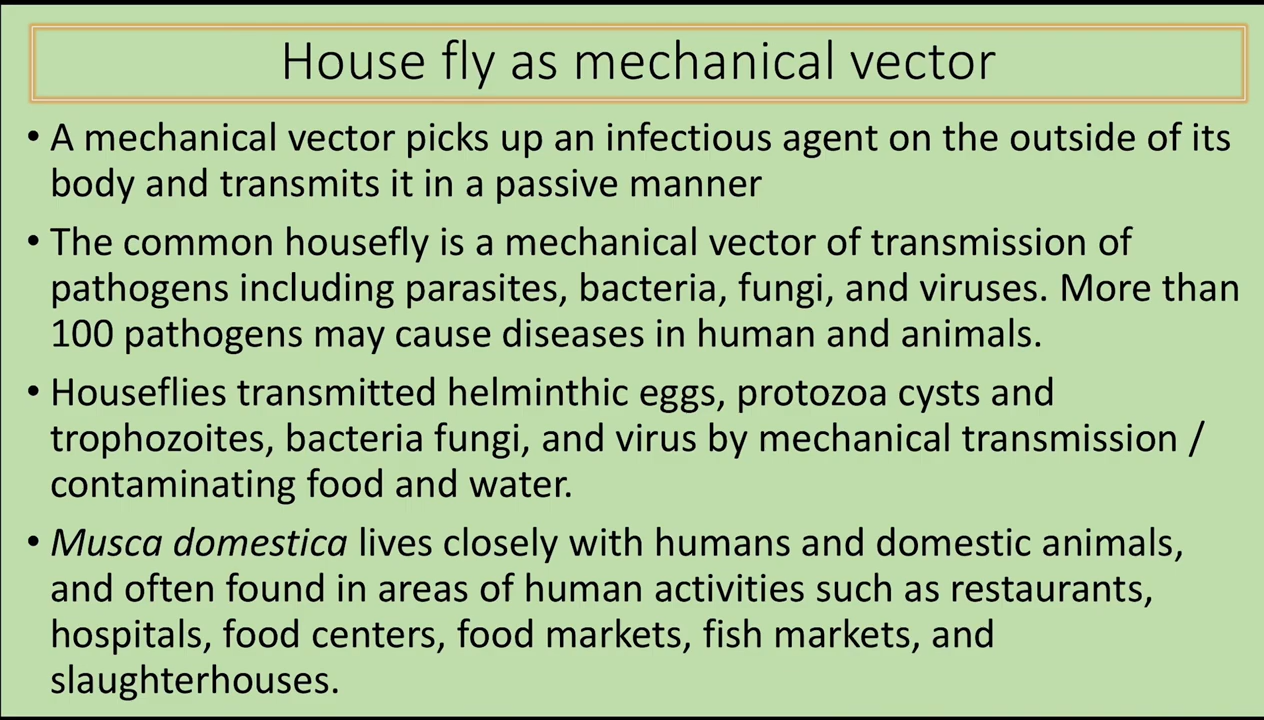 House fly as mechanical vector
• A mechanical vector picks up an infectious agent on the outside of its
body and transmits it in a passive manner
• The common housefly is a mechanical vector of transmission of
pathogens including parasites, bacteria, fungi, and viruses. More than
100 pathogens may cause diseases in human and animals.
• Houseflies transmitted helminthic eggs, protozoa cysts and
trophozoites, bacteria fungi, and virus by mechanical transmission /
contaminating food and water.
• Musca domestica lives closely with humans and domestic animals,
and often found in areas of human activities such as restaurants,
hospitals, food centers, food markets, fish markets, and
slaughterhouses.